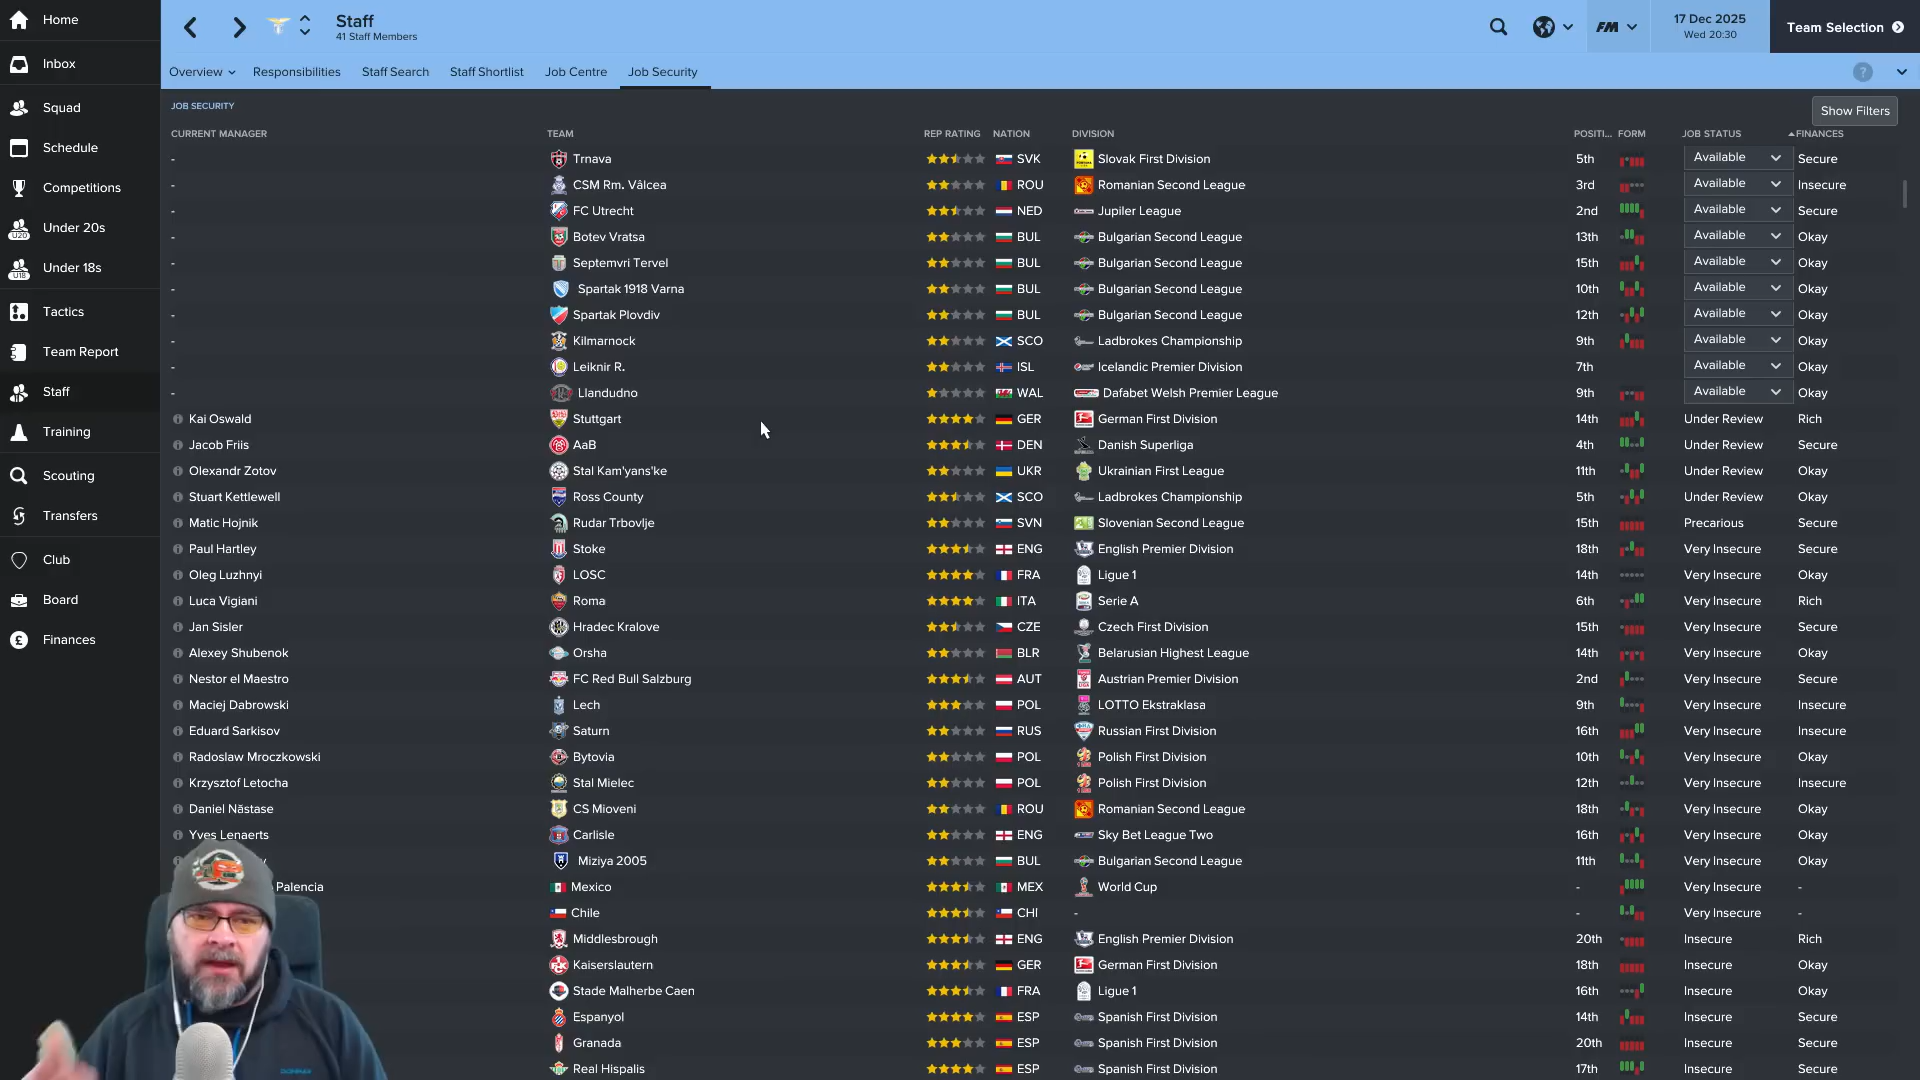 Home
Inbox
Squad
Schedule
Competitions
Under 20s
Under 18s
Tactics
Team Report
Staff
Training
Scouting
Transfers
Club
Board
Finances
Staff
41 Staff Members
FM
17 Dec 2025
Wed 20:30
Team Selection
Overview Responsibilities Staff Search Staff Shortlist Job Centre Job Security
?
JOB SECURITY
Show Filters
CURRENT MANAGER TEAM REP RATING NATION DIVISION POSITI... FORM JOB STATUS FINANCES
- Trnava SVK Slovak First Division 5th Available Secure
- CSM Rm. Vâlcea ROU Romanian Second League 3rd Available Insecure
- FC Utrecht NED Jupiler League 2nd Available Secure
- Botev Vratsa BUL Bulgarian Second League 13th Available Okay
- Septemvri Tervel BUL Bulgarian Second League 15th Available Okay
- Spartak 1918 Varna BUL Bulgarian Second League 10th Available Okay
- Spartak Plovdiv BUL Bulgarian Second League 12th Available Okay
- Kilmarnock SCO Ladbrokes Championship 9th Available Okay
- Leiknir R. ISL Icelandic Premier Division 7th Available Okay
- Llandudno WAL Dafabet Welsh Premier League 9th Available Okay
Kai Oswald Stuttgart GER German First Division 14th Under Review Rich
Jacob Friis AaB DEN Danish Superliga 4th Under Review Secure
Olexandr Zotov Stal Kam'yans'ke UKR Ukrainian First League 11th Under Review Okay
Stuart Kettlewell Ross County SCO Ladbrokes Championship 5th Under Review Okay
Matic Hojnik Rudar Trbovlje SVN Slovenian Second League 15th Precarious Secure
Paul Hartley Stoke ENG English Premier Division 18th Very Insecure Secure
Oleg Luzhnyi LOSC FRA Ligue 1 14th Very Insecure Okay
Luca Vigiani Roma ITA Serie A 6th Very Insecure Rich
Jan Sisler Hradec Kralove CZE Czech First Division 15th Very Insecure Secure
Alexey Shubenok Orsha BLR Belarusian Highest League 14th Very Insecure Okay
Nestor el Maestro FC Red Bull Salzburg AUT Austrian Premier Division 2nd Very Insecure Secure
Maciej Dabrowski Lech POL LOTTO Ekstraklasa 9th Very Insecure Insecure
Eduard Sarkisov Saturn RUS Russian First Division 16th Very Insecure Insecure
Radoslaw Mroczkowski Bytovia POL Polish First Division 10th Very Insecure Okay
Krzysztof Letocha Stal Mielec POL Polish First Division 12th Very Insecure Insecure
Daniel Năstase CS Mioveni ROU Romanian Second League 18th Very Insecure Okay
Yves Lenaerts Carlisle ENG Sky Bet League Two 16th Very Insecure Okay
Miziya 2005 BUL Bulgarian Second League 11th Very Insecure Okay
Palencia Mexico MEX World Cup - Very Insecure -
Chile CHI - - Very Insecure -
Middlesbrough ENG English Premier Division 20th Insecure Rich
Kaiserslautern GER German First Division 18th Insecure Okay
Stade Malherbe Caen FRA Ligue 1 16th Insecure Okay
Espanyol ESP Spanish First Division 14th Insecure Secure
Granada ESP Spanish First Division 20th Insecure Secure
Real Hispalis ESP Spanish First Division 17th Insecure Secure